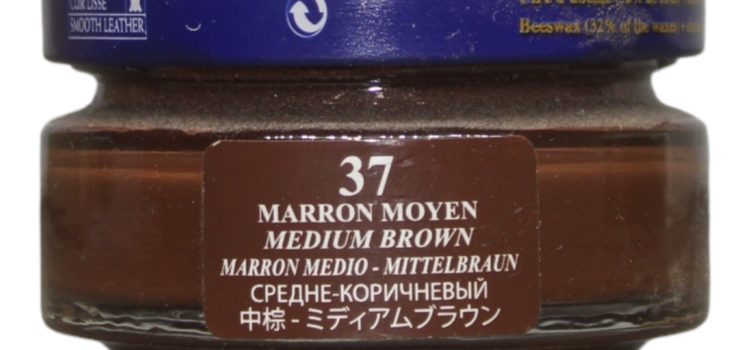 CUIR LISSE
SMOOTH LEATHER
Beeswax (32% of the waxes)
37
MARRON MOYEN
MEDIUM BROWN
MARRON MEDIO - MITTELBRAUN
СРЕДНЕ-КОРИЧНЕВЫЙ
中棕 - ミディアムブラウン